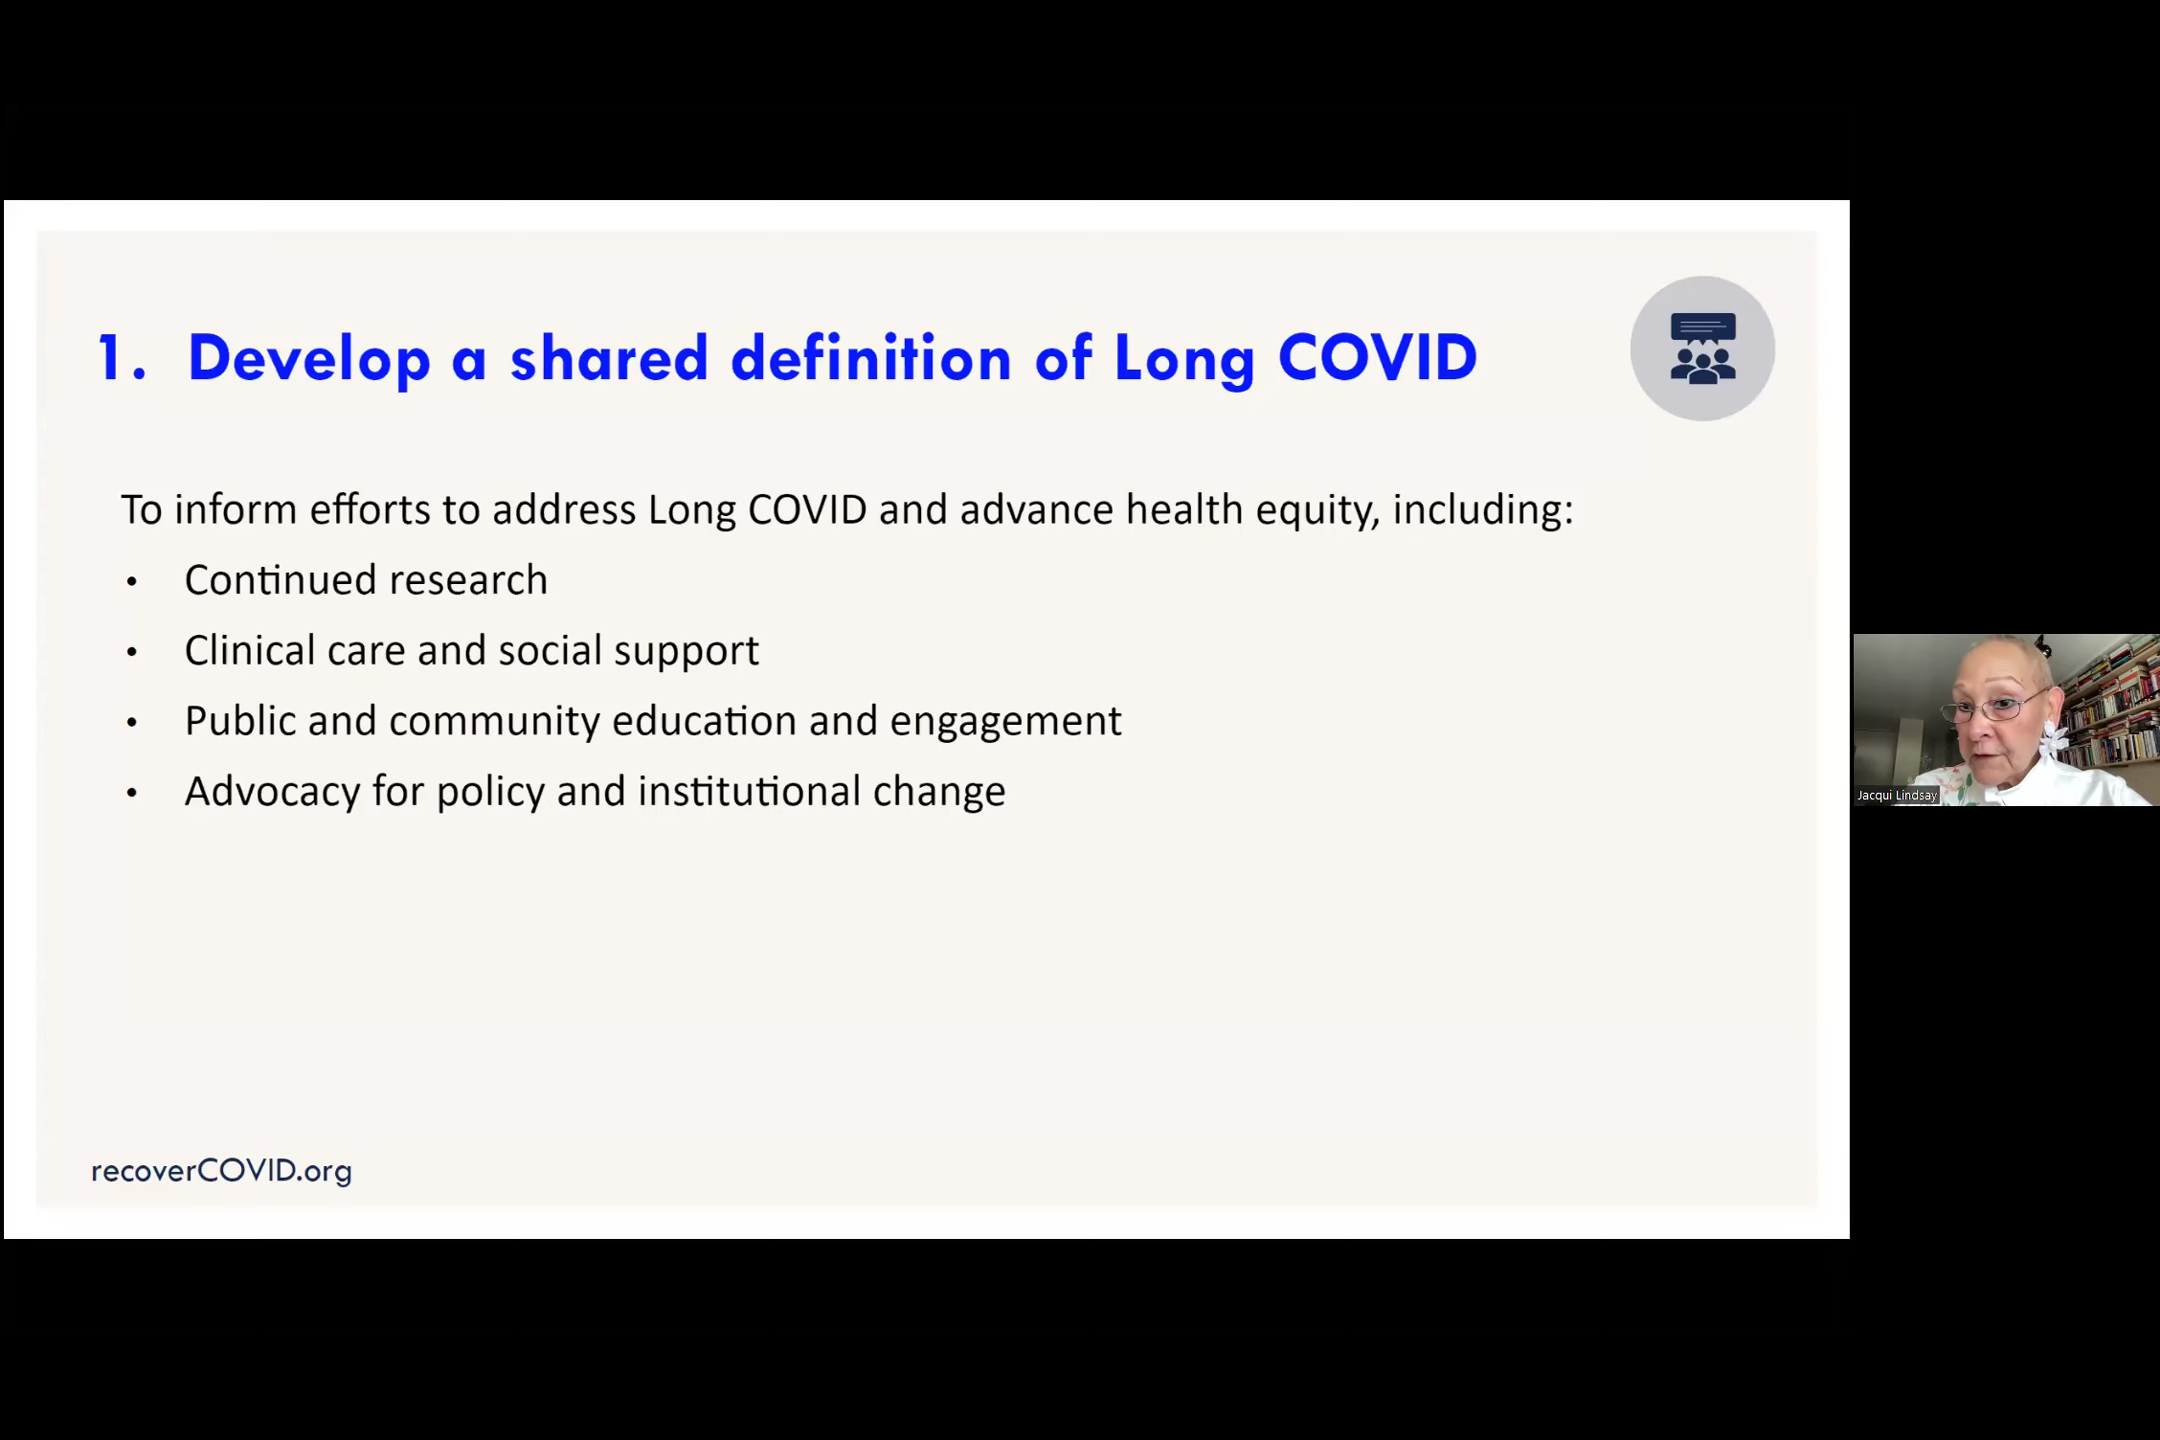 1. Develop a shared definition of Long COVID
To inform efforts to address Long COVID and advance health equity, including:
• Continued research
• Clinical care and social support
• Public and community education and engagement
• Advocacy for policy and institutional change
recoverCOVID.org
Jacqui Lindsay